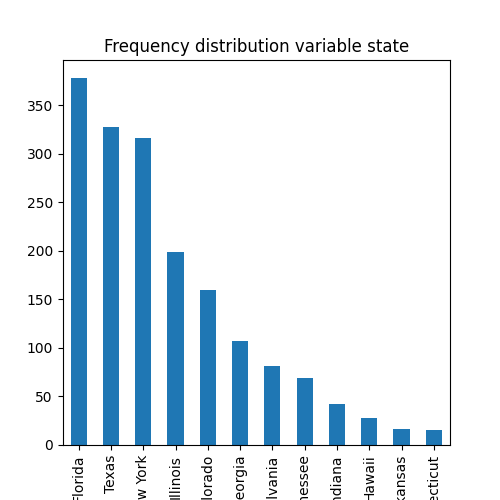 Frequency distribution variable state
350
300
250
200
150
100
50
0
Florida
Texas
w York
Illinois
lorado
eorgia
lvania
nessee
ndiana
Hawaii
kansas
ecticut